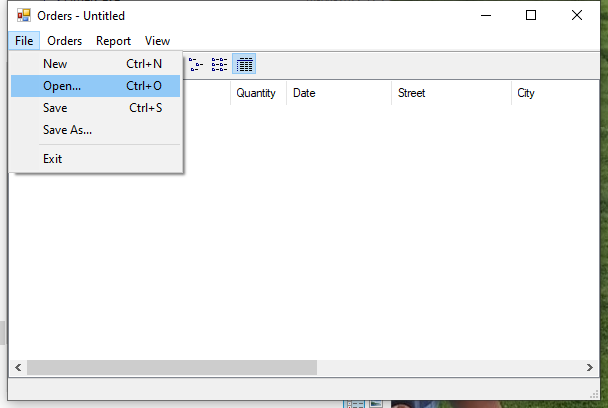 Orders - Untitled
File Orders Report View
New Ctrl+N
Open... Ctrl+O
Save Ctrl+S
Save As...
Exit
Quantity Date Street City